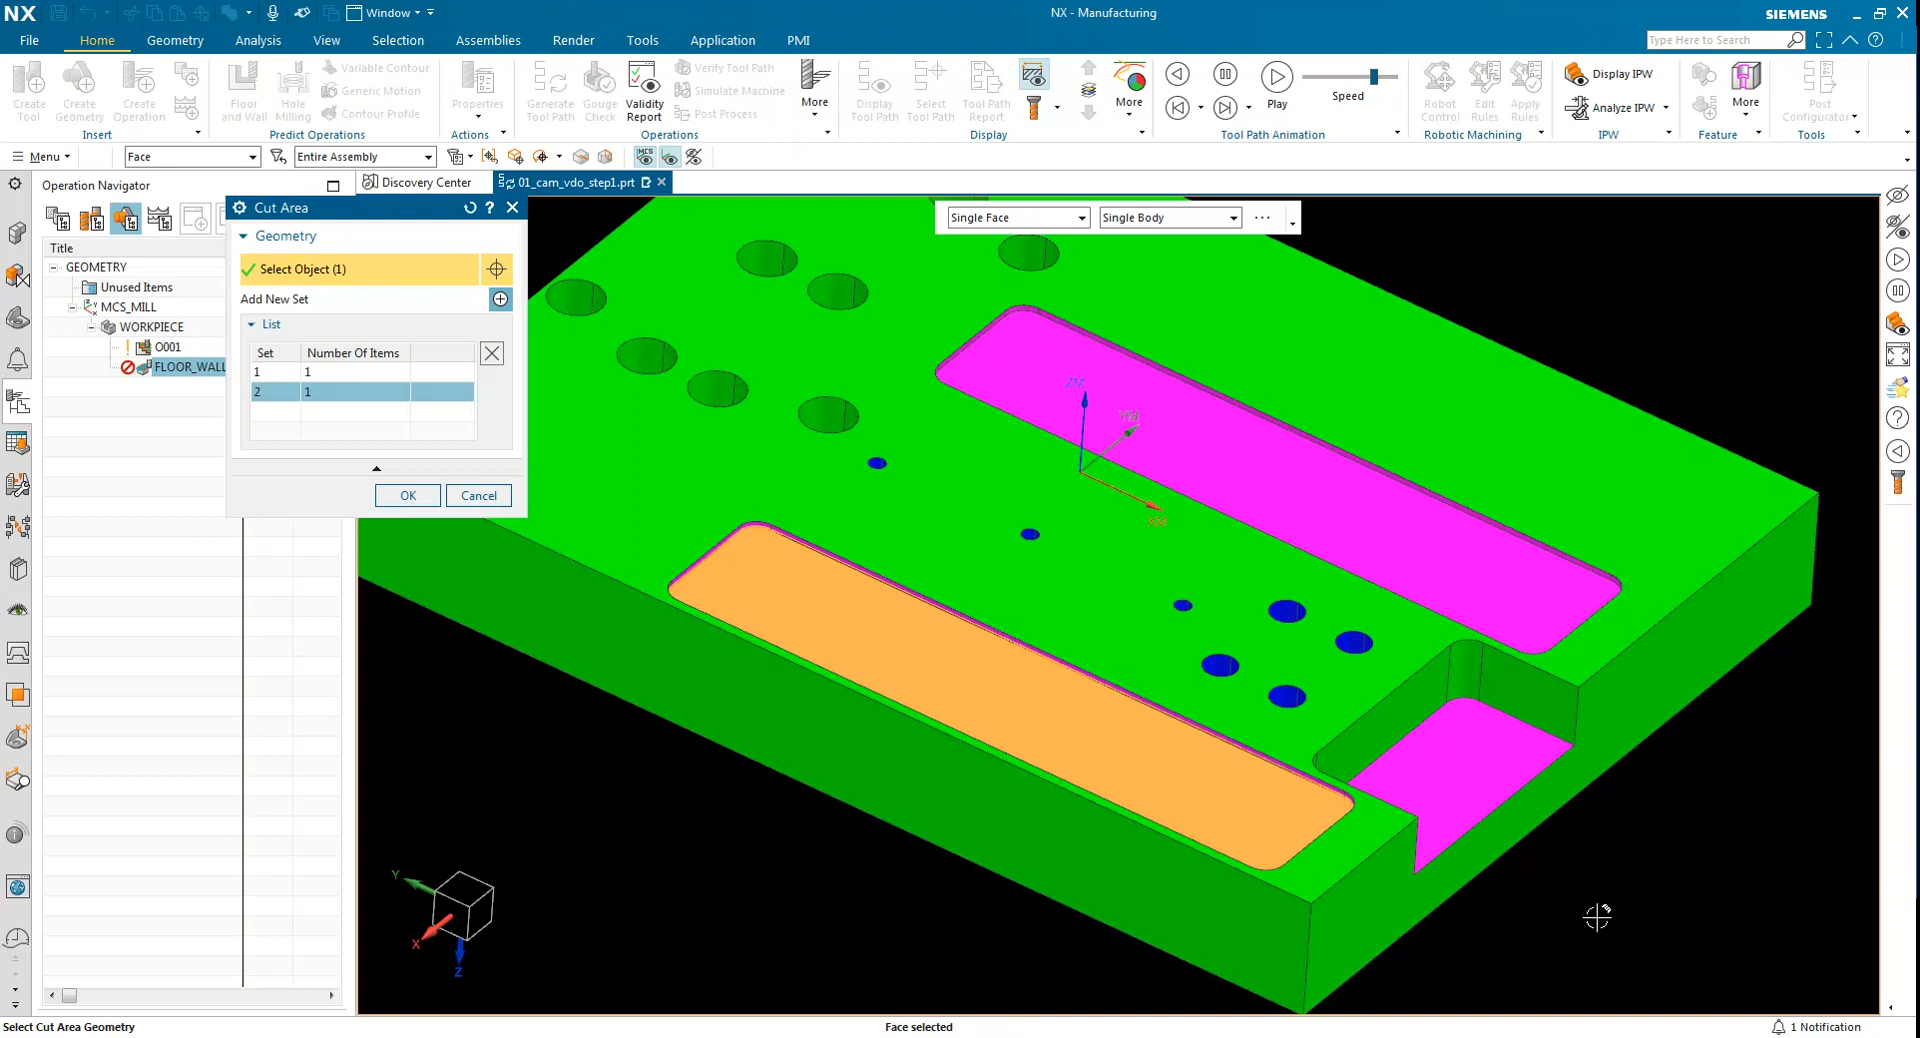 NX
Window
NX - Manufacturing
SIEMENS
File
Home
Geometry
Analysis
View
Selection
Assemblies
Render
Tools
Application
PMI
Type Here to Search
Create Tool
Create Geometry
Create Operation
Insert
Floor and Wall
Hole Milling
Variable Contour
Generic Motion
Contour Profile
Predict Operations
Properties
Actions
Generate Tool Path
Gouge Check
Validity Report
Verify Tool Path
Simulate Machine
Post Process
More
Operations
Display Tool Path
Select Tool Path
Tool Path Report
More
Display
Play
Speed
Tool Path Animation
Robot Control
Edit Rules
Apply Rules
Robotic Machining
Display IPW
Analyze IPW
IPW
More
Feature
Post Configurator
Tools
Menu
Face
Entire Assembly
MCS
Operation Navigator
Discovery Center
01_cam_vdo_step1.prt
Title
GEOMETRY
Unused Items
MCS_MILL
WORKPIECE
O001
FLOOR_WALL
Cut Area
Geometry
Select Object (1)
Add New Set
List
Set Number Of Items
1 1
2 1
OK
Cancel
Single Face
Single Body
ZM
YM
XM
Y
X
Z
Select Cut Area Geometry
Face selected
1 Notification